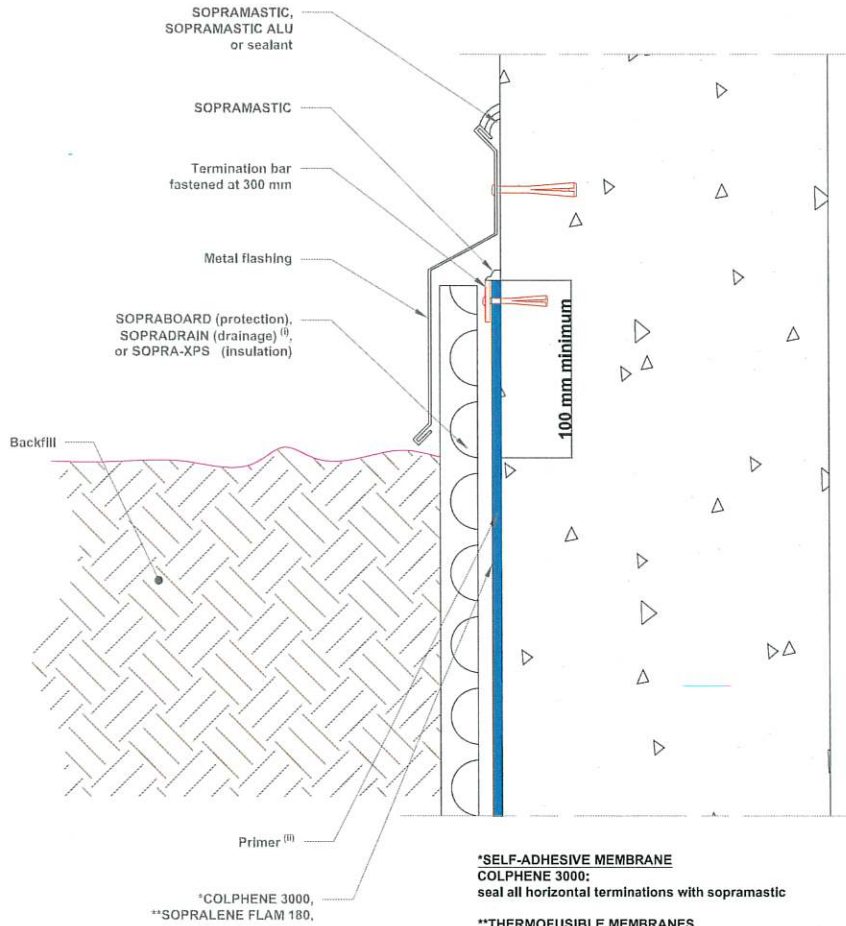 SOPRAMASTIC,
SOPRAMASTIC ALU
or sealant
SOPRAMASTIC
Termination bar
fastened at 300 mm
Metal flashing
SOPRABOARD (protection),
SOPRADRAIN (drainage) (i),
or SOPRA-XPS (insulation)
100 mm minimum
Backfill
Primer (ii)
*COLPHENE 3000,
**SOPRALENE FLAM 180,
*SELF-ADHESIVE MEMBRANE
COLPHENE 3000:
seal all horizontal terminations with sopramastic
**THERMOFUSIBLE MEMBRANES